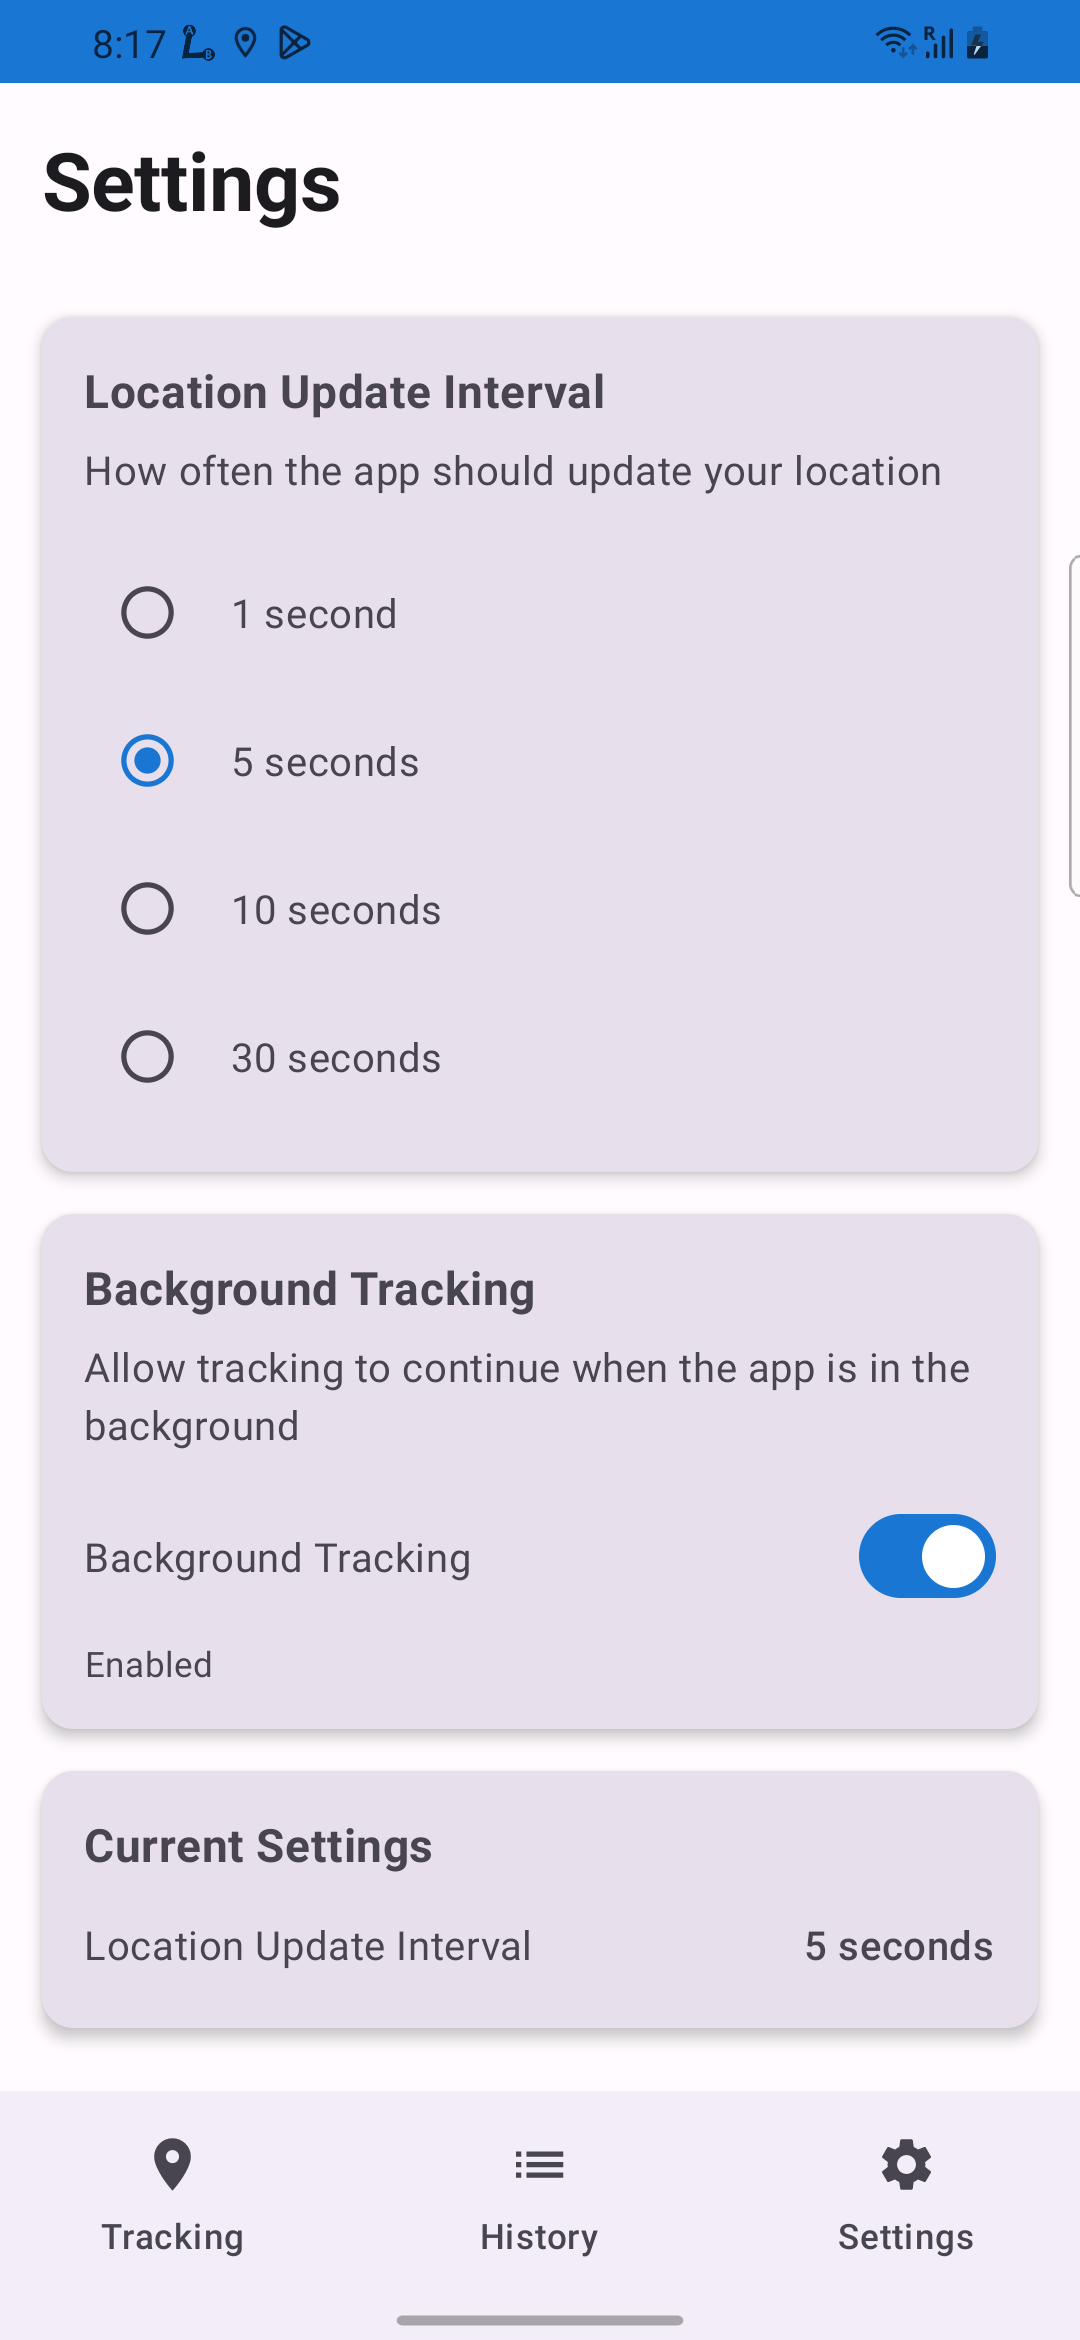 8:17
R
Settings
Location Update Interval
How often the app should update your location
1 second
5 seconds
10 seconds
30 seconds
Background Tracking
Allow tracking to continue when the app is in the
background
Background Tracking
Enabled
Current Settings
Location Update Interval 5 seconds
Tracking History Settings